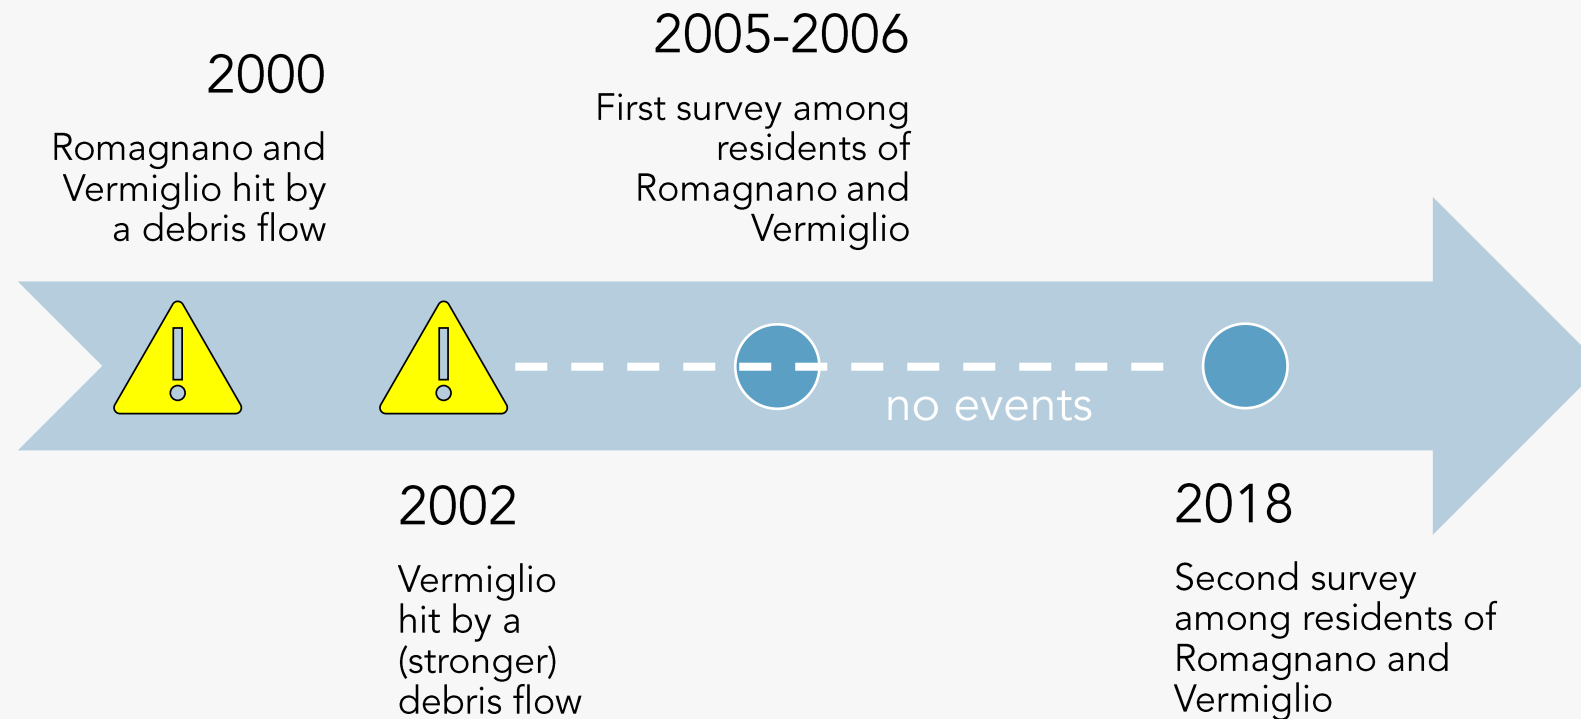 2000
Romagnano and
Vermiglio hit by
a debris flow
2005-2006
First survey among
residents of
Romagnano and
Vermiglio
no events
2002
Vermiglio
hit by a
(stronger)
debris flow
2018
Second survey
among residents of
Romagnano and
Vermiglio